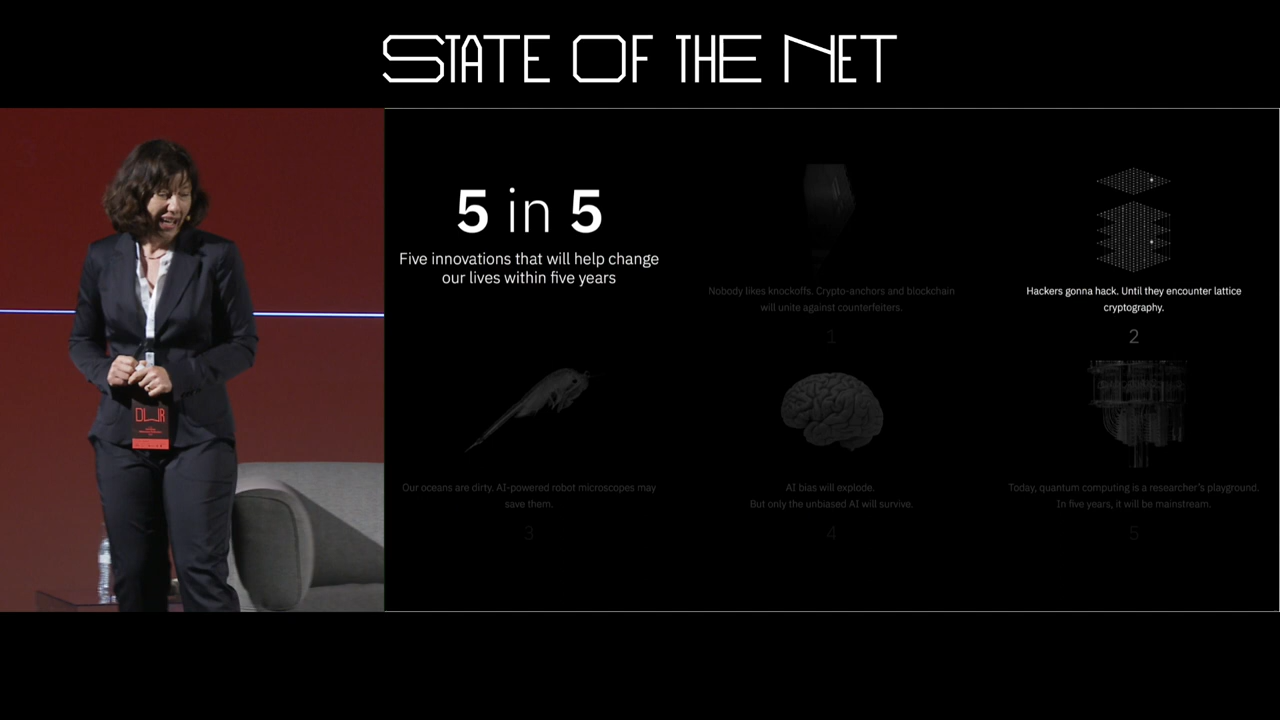 STATE OF THE NET
5 in 5
Five innovations that will help change
our lives within five years
Nobody likes knockoffs. Crypto-anchors and blockchain
will unite against counterfeiters.
1
Hackers gonna hack. Until they encounter lattice
cryptography.
2
Our oceans are dirty, AI-powered robot microscopes may
save them.
3
AI bias will explode.
But only the unbiased AI will survive.
4
Today, quantum computing is a researcher's playground.
In five years, it will be mainstream.
5